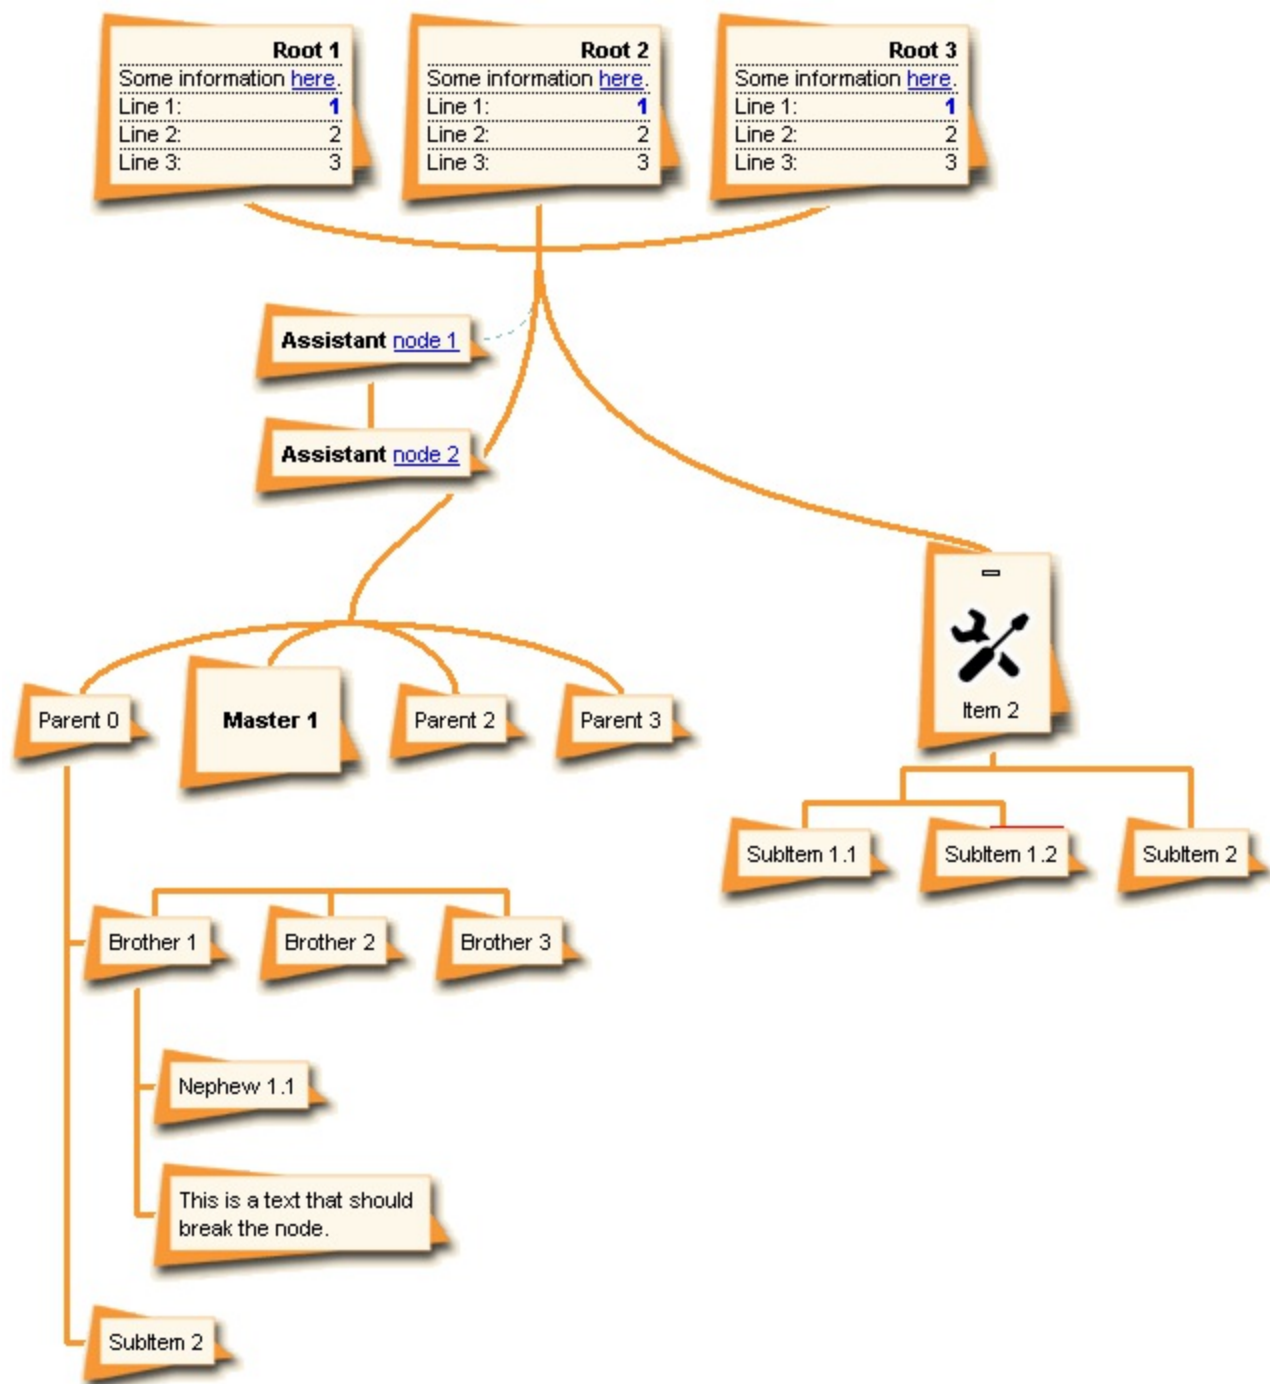 Root 1
Some information here.
Line 1: 1
Line 2: 2
Line 3: 3
Root 2
Some information here.
Line 1: 1
Line 2: 2
Line 3: 3
Root 3
Some information here.
Line 1: 1
Line 2: 2
Line 3: 3
Assistant node 1
Assistant node 2
Item 2
Parent 0
Master 1
Parent 2
Parent 3
SubItem 1.1
SubItem 1.2
SubItem 2
Brother 1
Brother 2
Brother 3
Nephew 1.1
This is a text that should
break the node.
SubItem 2